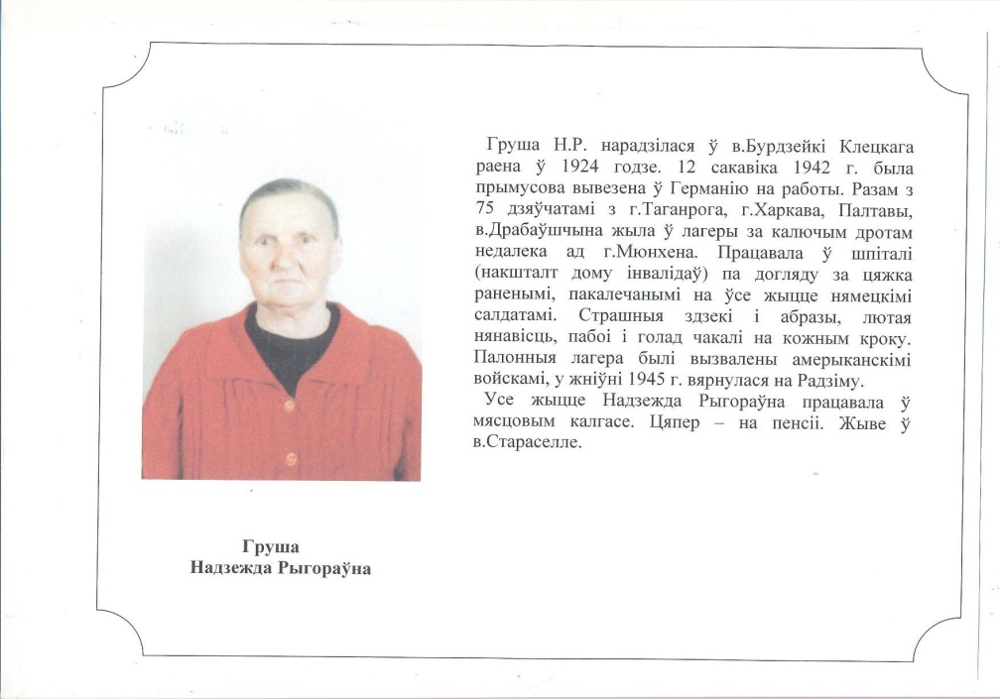 Груша Н.Р. нарадзілася ў в.Бурдзейкі Клецкага
раена ў 1924 годзе. 12 сакавіка 1942 г. была
прымусова вывезена ў Германію на работы. Разам з
75 дзяўчатамі з г.Таганрога, г.Харкава, Палтавы,
в.Драбаўшчына жыла ў лагеры за калючым дротам
недалека ад г.Мюнхена. Працавала ў шпіталі
(накшталт дому інвалідаў) па догляду за цяжка
раненымі, пакалечанымі на ўсе жыцце нямецкімі
салдатамі. Страшныя здзекі і абразы, лютая
нянавісць, пабоі і голад чакалі на кожным кроку.
Палонныя лагера былі вызвалены амерыканскімі
войскамі, у жніўні 1945 г. вярнулася на Радзіму.
Усе жыцце Надзежда Рыгораўна працавала ў
мясцовым калгасе. Цяпер – на пенсіі. Жыве ў
в.Стараселле.
Груша
Надзежда Рыгораўна